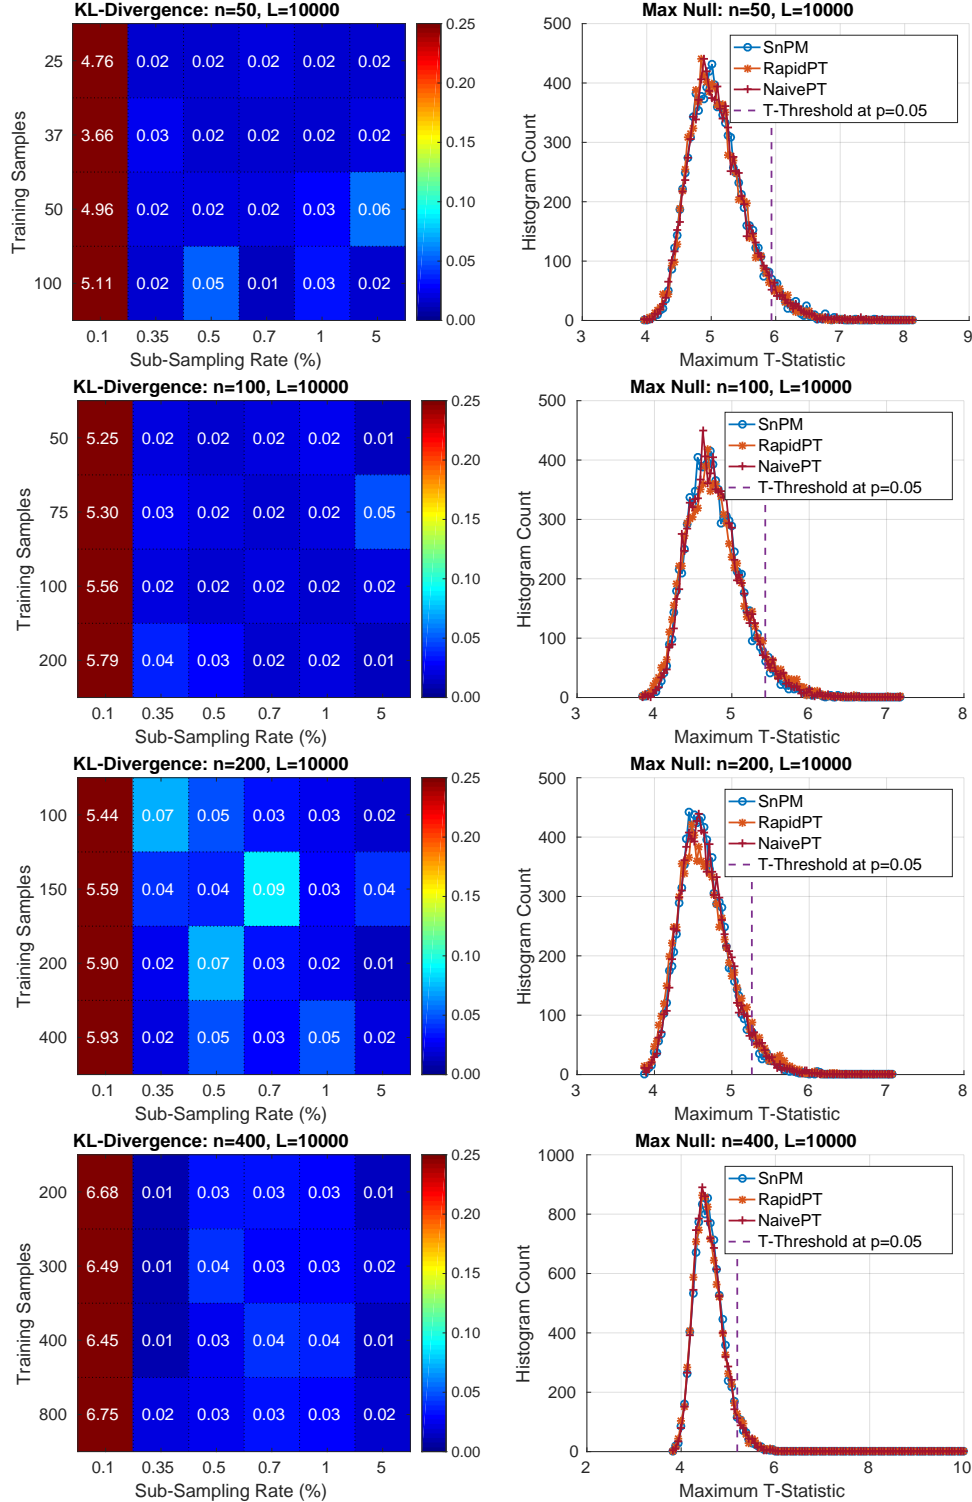 KL-Divergence: n=50, L=10000
Training Samples
25 4.76 0.02 0.02 0.02 0.02 0.02
37 3.66 0.03 0.02 0.02 0.02 0.02
50 4.96 0.02 0.02 0.02 0.03 0.06
100 5.11 0.02 0.05 0.01 0.03 0.02
0.1 0.35 0.5 0.7 1 5
Sub-Sampling Rate (%)
0.25
0.20
0.15
0.10
0.05
0.00
Max Null: n=50, L=10000
Histogram Count
500
400
300
200
100
0
SnPM
RapidPT
NaivePT
T-Threshold at p=0.05
3 4 5 6 7 8 9
Maximum T-Statistic
KL-Divergence: n=100, L=10000
Training Samples
50 5.25 0.02 0.02 0.02 0.02 0.01
75 5.30 0.03 0.02 0.02 0.02 0.05
100 5.56 0.02 0.02 0.02 0.02 0.02
200 5.79 0.04 0.03 0.02 0.02 0.01
0.1 0.35 0.5 0.7 1 5
Sub-Sampling Rate (%)
0.25
0.20
0.15
0.10
0.05
0.00
Max Null: n=100, L=10000
Histogram Count
500
400
300
200
100
0
SnPM
RapidPT
NaivePT
T-Threshold at p=0.05
3 4 5 6 7 8
Maximum T-Statistic
KL-Divergence: n=200, L=10000
Training Samples
100 5.44 0.07 0.05 0.03 0.03 0.02
150 5.59 0.04 0.04 0.09 0.03 0.04
200 5.90 0.02 0.07 0.03 0.02 0.01
400 5.93 0.02 0.05 0.03 0.05 0.02
0.1 0.35 0.5 0.7 1 5
Sub-Sampling Rate (%)
0.25
0.20
0.15
0.10
0.05
0.00
Max Null: n=200, L=10000
Histogram Count
500
400
300
200
100
0
SnPM
RapidPT
NaivePT
T-Threshold at p=0.05
3 4 5 6 7 8
Maximum T-Statistic
KL-Divergence: n=400, L=10000
Training Samples
200 6.68 0.01 0.03 0.03 0.03 0.01
300 6.49 0.01 0.04 0.03 0.03 0.02
400 6.45 0.01 0.03 0.04 0.04 0.01
800 6.75 0.02 0.03 0.03 0.03 0.02
0.1 0.35 0.5 0.7 1 5
Sub-Sampling Rate (%)
0.25
0.20
0.15
0.10
0.05
0.00
Max Null: n=400, L=10000
Histogram Count
1000
800
600
400
200
0
SnPM
RapidPT
NaivePT
T-Threshold at p=0.05
2 4 6 8 10
Maximum T-Statistic